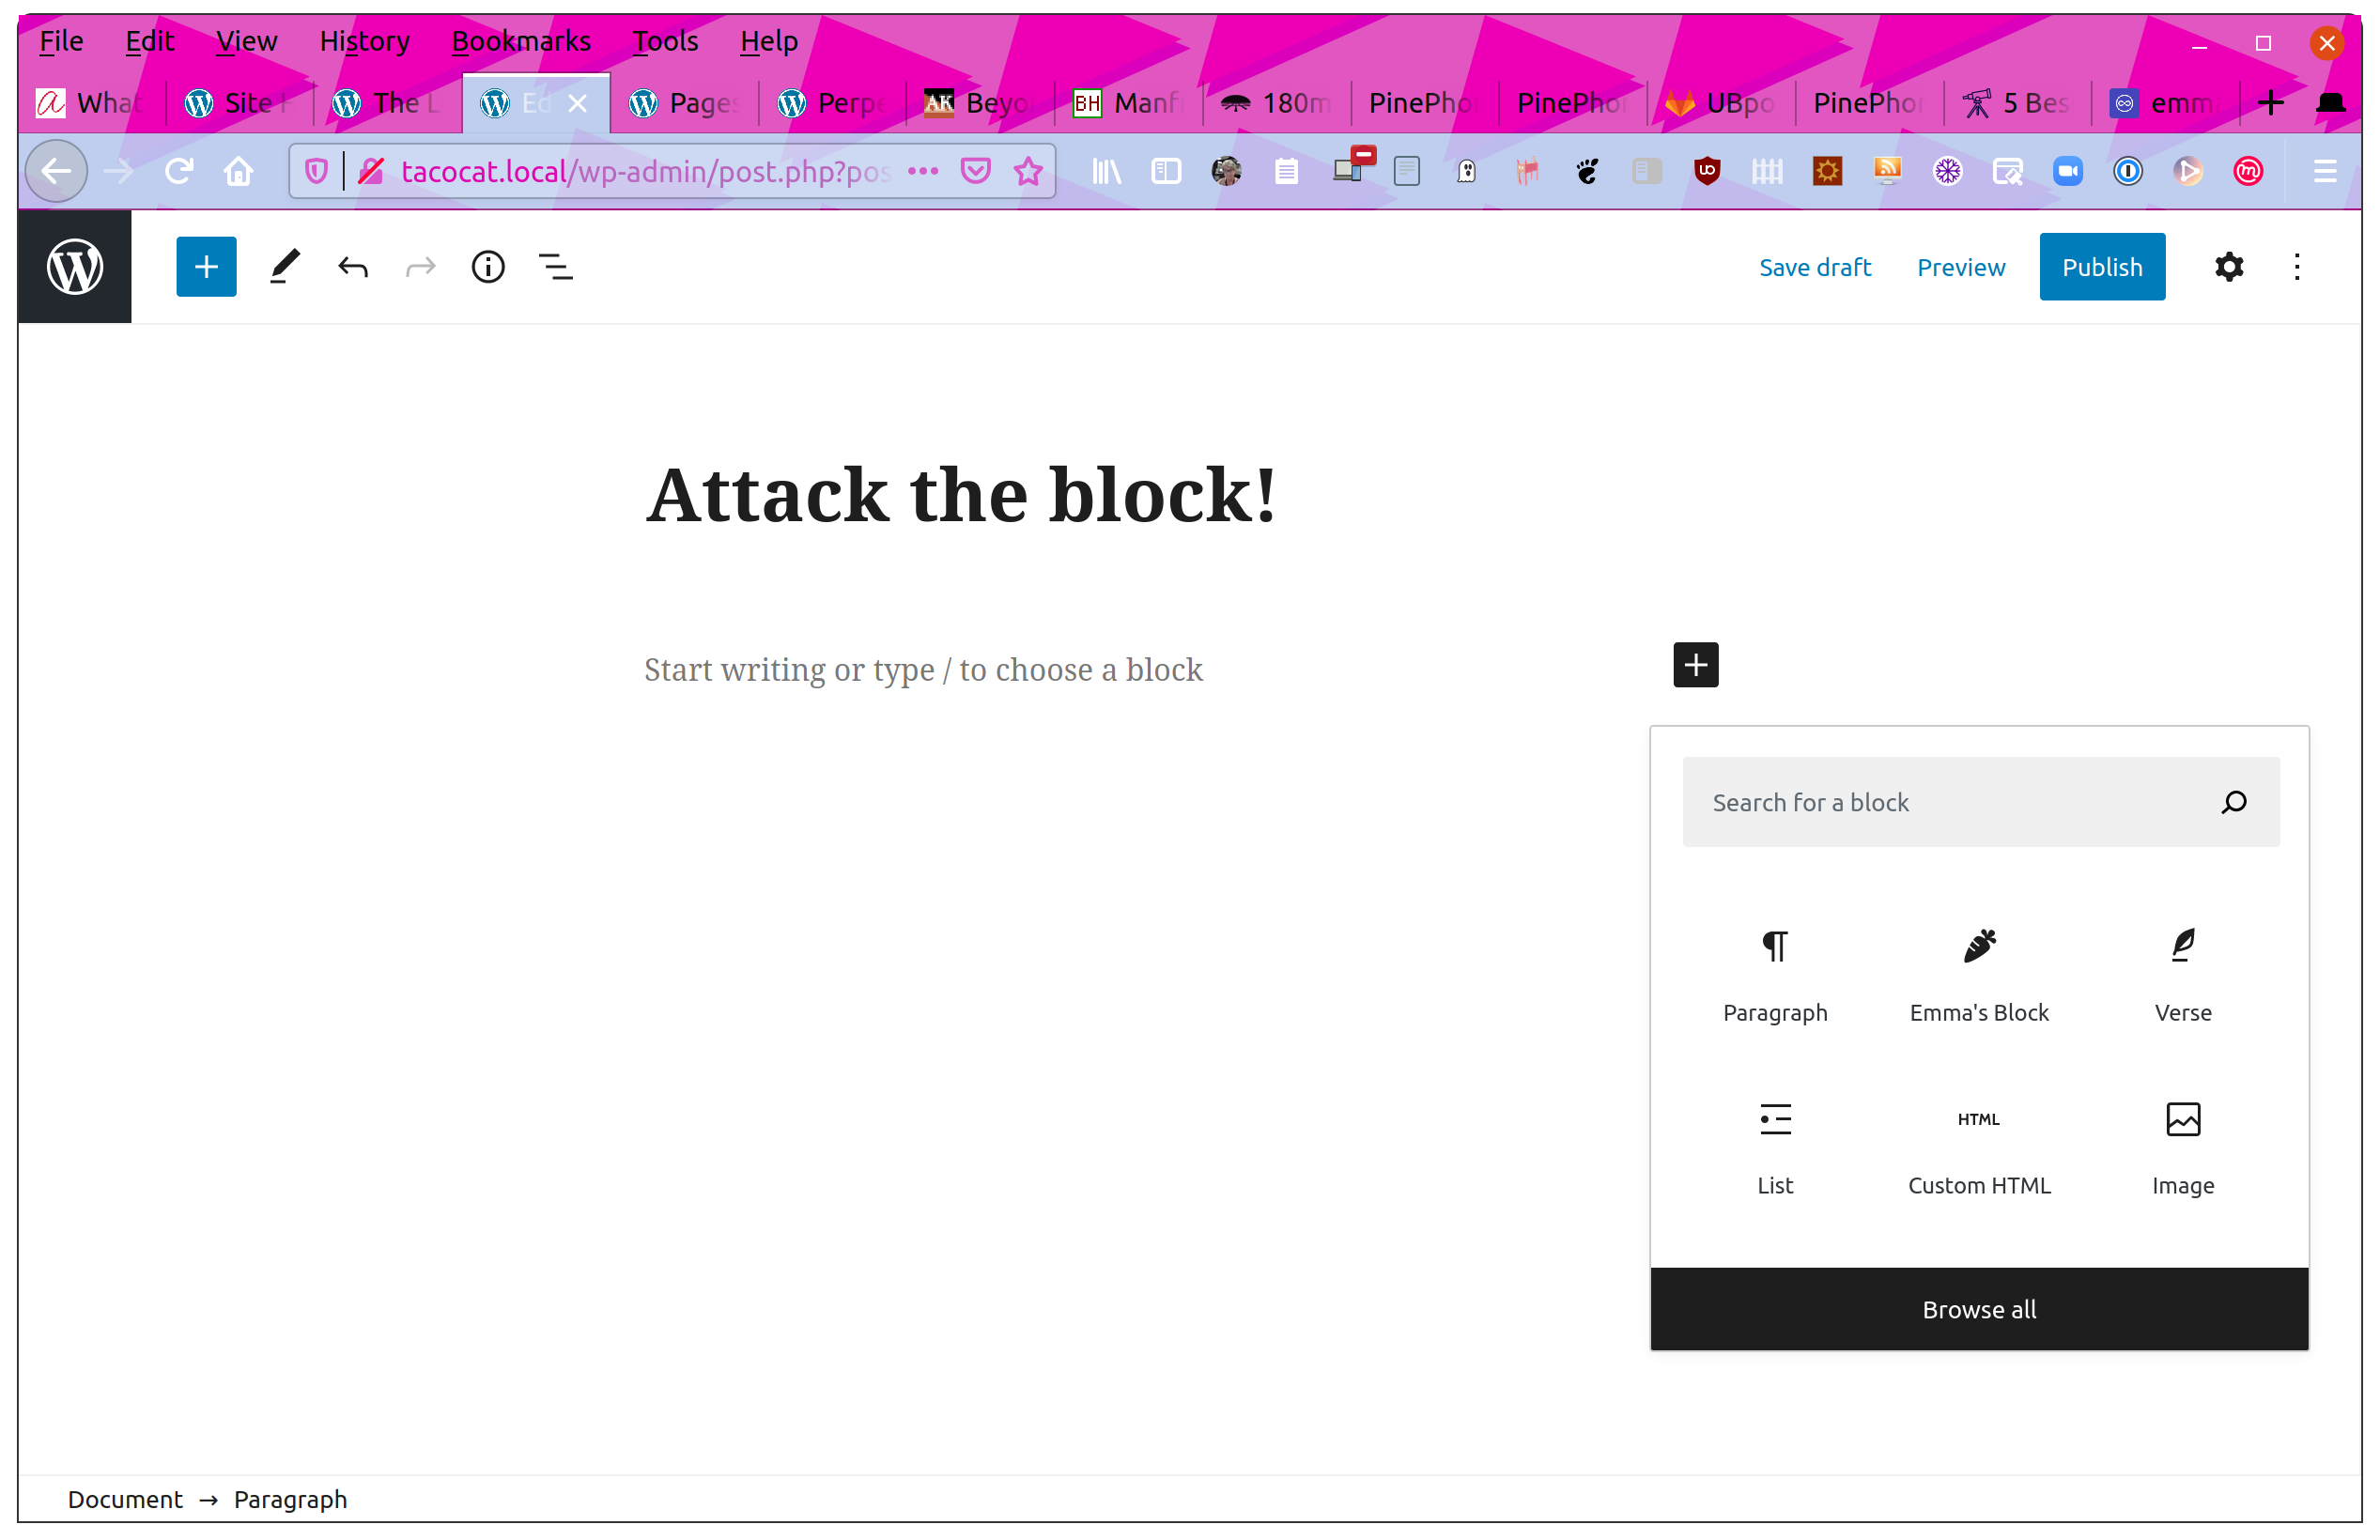 File Edit View History Bookmarks Tools Help
What Site The Ed Pages Perpe Beyo Manf 180m PinePho PinePho UBpo PinePhor 5 Bes emma
tacocat.local/wp-admin/post.php?pos
Save draft Preview Publish
Attack the block!
Start writing or type / to choose a block
Search for a block
Paragraph Emma's Block Verse
HTML
List Custom HTML Image
Browse all
Document → Paragraph